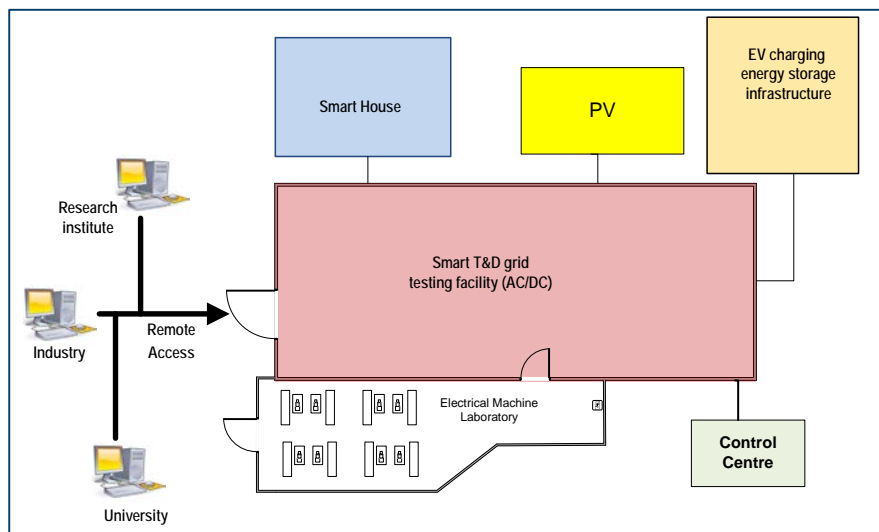 Smart House
PV
EV charging
energy storage
infrastructure
Research
institute
Smart T&D grid
testing facility (AC/DC)
Industry
Remote
Access
Electrical Machine
Laboratory
Control
Centre
University